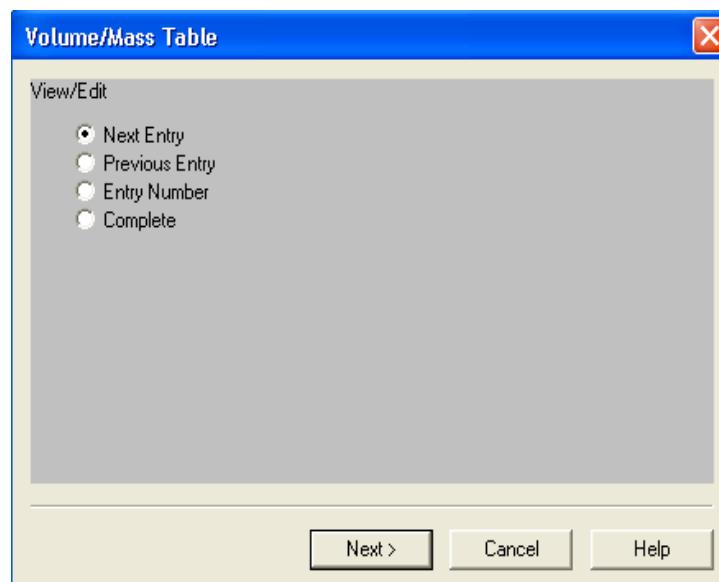 Volume/Mass Table
View/Edit
Next Entry
Previous Entry
Entry Number
Complete
Next > Cancel Help